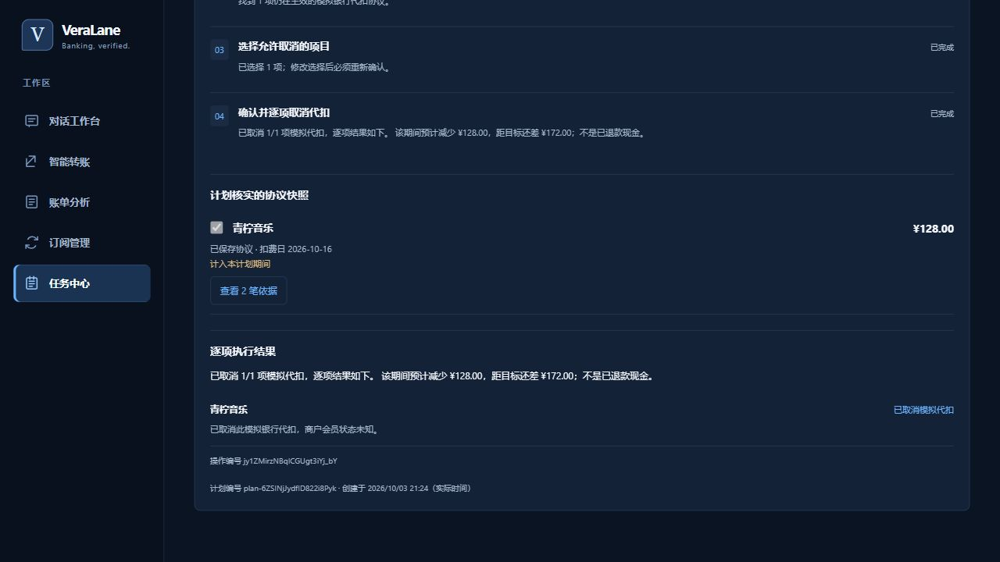 V
VeraLane
Banking, verified.
工作区
对话工作台
智能转账
账单分析
订阅管理
任务中心
找到 1 项仍在生效的模拟银行代扣协议。
03
选择允许取消的项目
已完成
已选择 1 项；修改选择后必须重新确认。
04
确认并逐项取消代扣
已完成
已取消 1/1 项模拟代扣，逐项结果如下。 该期间预计减少 ¥128.00，距目标还差 ¥172.00；不是已退款现金。
计划核实的协议快照
青柠音乐
¥128.00
已保存协议 · 扣费日 2026-10-16
计入本计划期间
查看 2 笔依据
逐项执行结果
已取消 1/1 项模拟代扣，逐项结果如下。 该期间预计减少 ¥128.00，距目标还差 ¥172.00；不是已退款现金。
青柠音乐
已取消模拟代扣
已取消此模拟银行代扣，商户会员状态未知。
操作编号
计划编号
创建于 2026/10/03 21:24（实际时间）